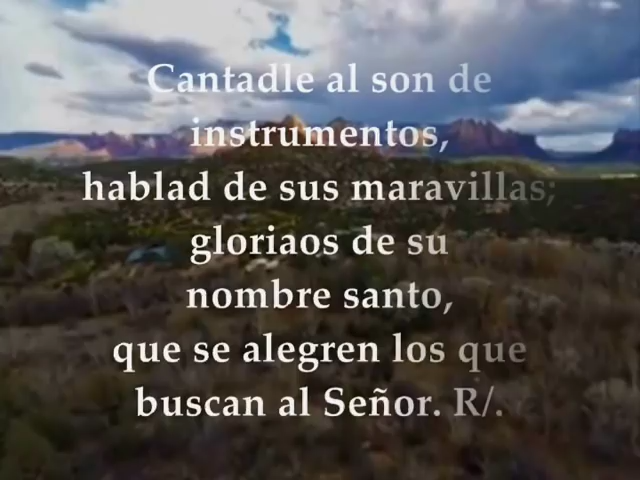 Cantadle al son de
instrumentos,
hablad de sus maravillas;
gloriaos de su
nombre santo,
que se alegren los que
buscan al Señor. R/.